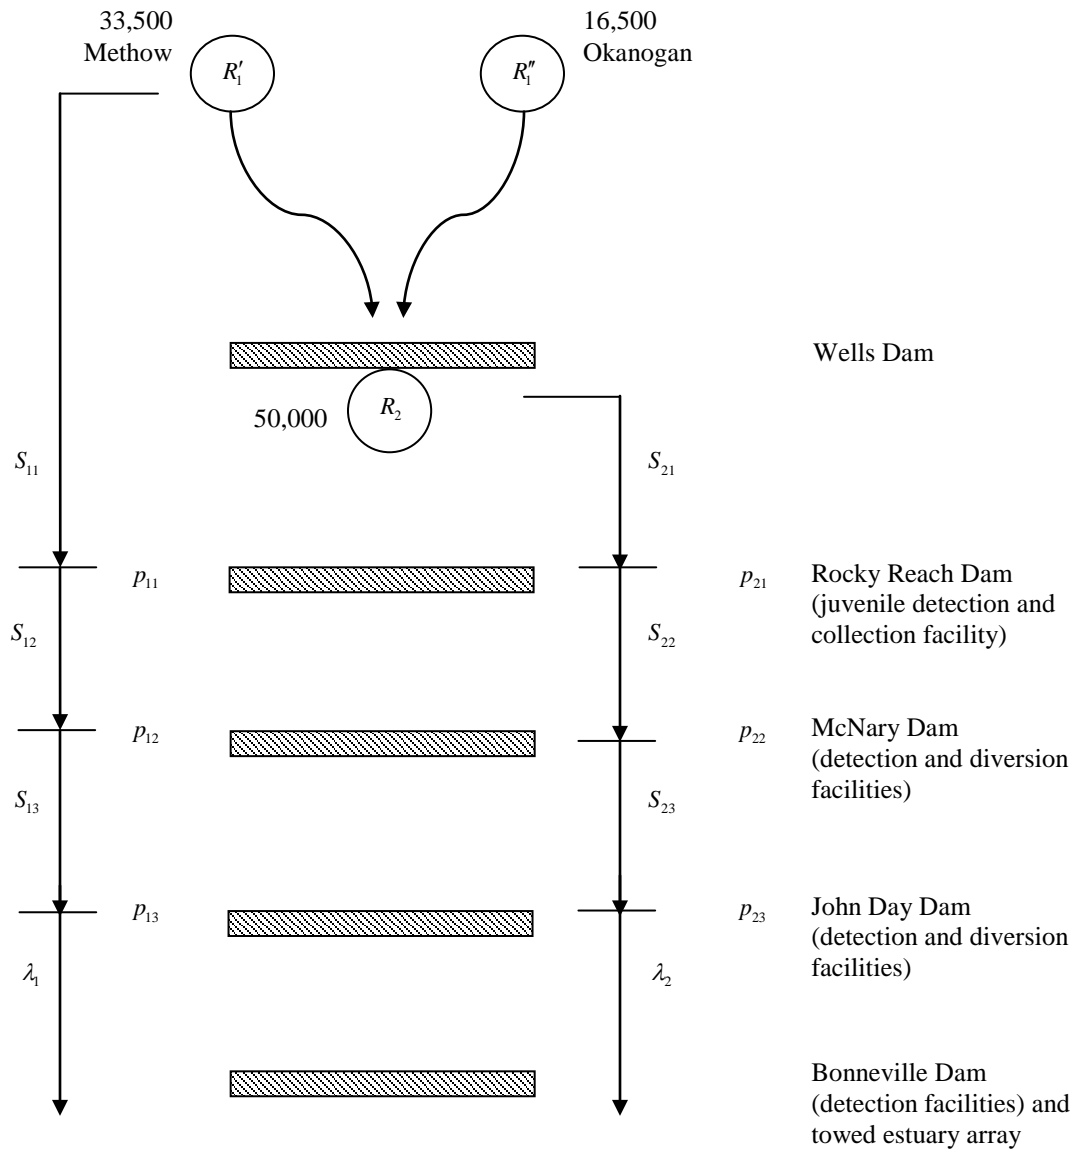 33,500
Methow
R′₁
R″₁
16,500
Okanogan
Wells Dam
50,000
R₂
S₁₁
S₂₁
p₁₁
p₂₁
Rocky Reach Dam
(juvenile detection and
collection facility)
S₁₂
S₂₂
p₁₂
p₂₂
McNary Dam
(detection and diversion
facilities)
S₁₃
S₂₃
p₁₃
p₂₃
John Day Dam
(detection and diversion
facilities)
λ₁
λ₂
Bonneville Dam
(detection facilities) and
towed estuary array